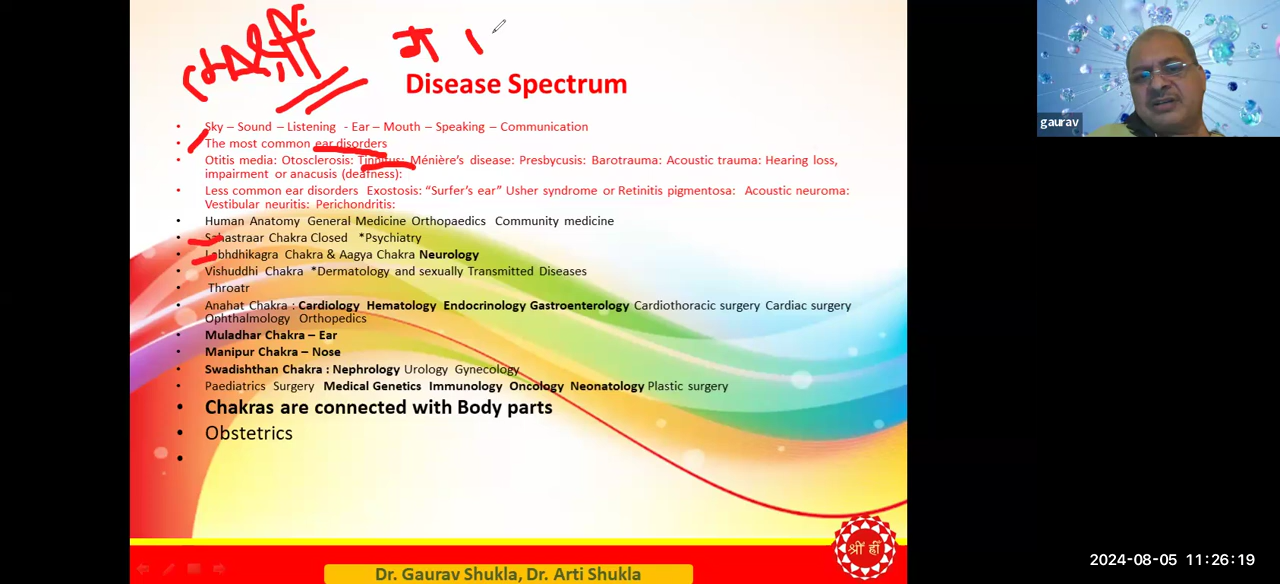 Disease Spectrum
• Sky – Sound – Listening - Ear – Mouth – Speaking – Communication
• The most common ear disorders
• Otitis media: Otosclerosis: Tinnitus: Ménière’s disease: Presbycusis: Barotrauma: Acoustic trauma: Hearing loss,
impairment or anacusis (deafness):
• Less common ear disorders Exostosis: “Surfer’s ear” Usher syndrome or Retinitis pigmentosa: Acoustic neuroma:
Vestibular neuritis: Perichondritis:
• Human Anatomy General Medicine Orthopaedics Community medicine
• Sahastraar Chakra Closed *Psychiatry
• Labhdhikagra Chakra & Aagya Chakra Neurology
• Vishuddhi Chakra *Dermatology and sexually Transmitted Diseases
• Throatr
• Anahat Chakra : Cardiology Hematology Endocrinology Gastroenterology Cardiothoracic surgery Cardiac surgery
Ophthalmology Orthopedics
• Muladhar Chakra – Ear
• Manipur Chakra – Nose
• Swadishthan Chakra : Nephrology Urology Gynecology
• Paediatrics Surgery Medical Genetics Immunology Oncology Neonatology Plastic surgery
• Chakras are connected with Body parts
• Obstetrics
•
श्रीं ह्रीं
Dr. Gaurav Shukla, Dr. Arti Shukla
gaurav
2024-08-05 11:26:19